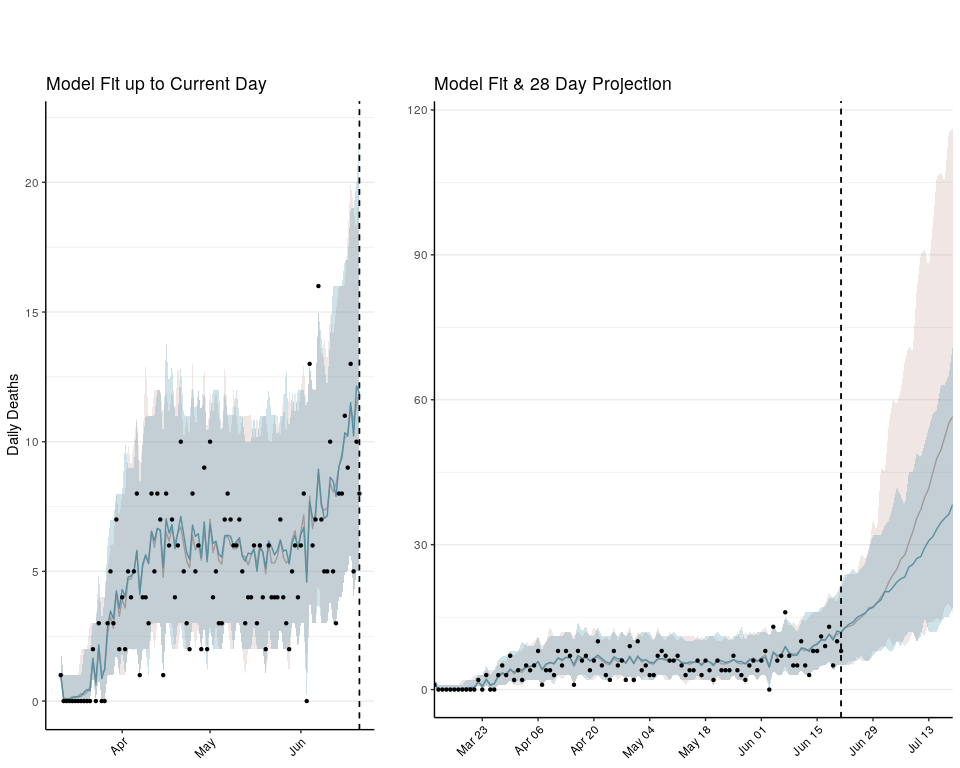 Model Fit up to Current Day
Model Fit & 28 Day Projection
Daily Deaths
20
15
10
5
0
Apr
May
Jun
120
90
60
30
0
Mar 23
Apr 06
Apr 20
May 04
May 18
Jun 01
Jun 15
Jun 29
Jul 13